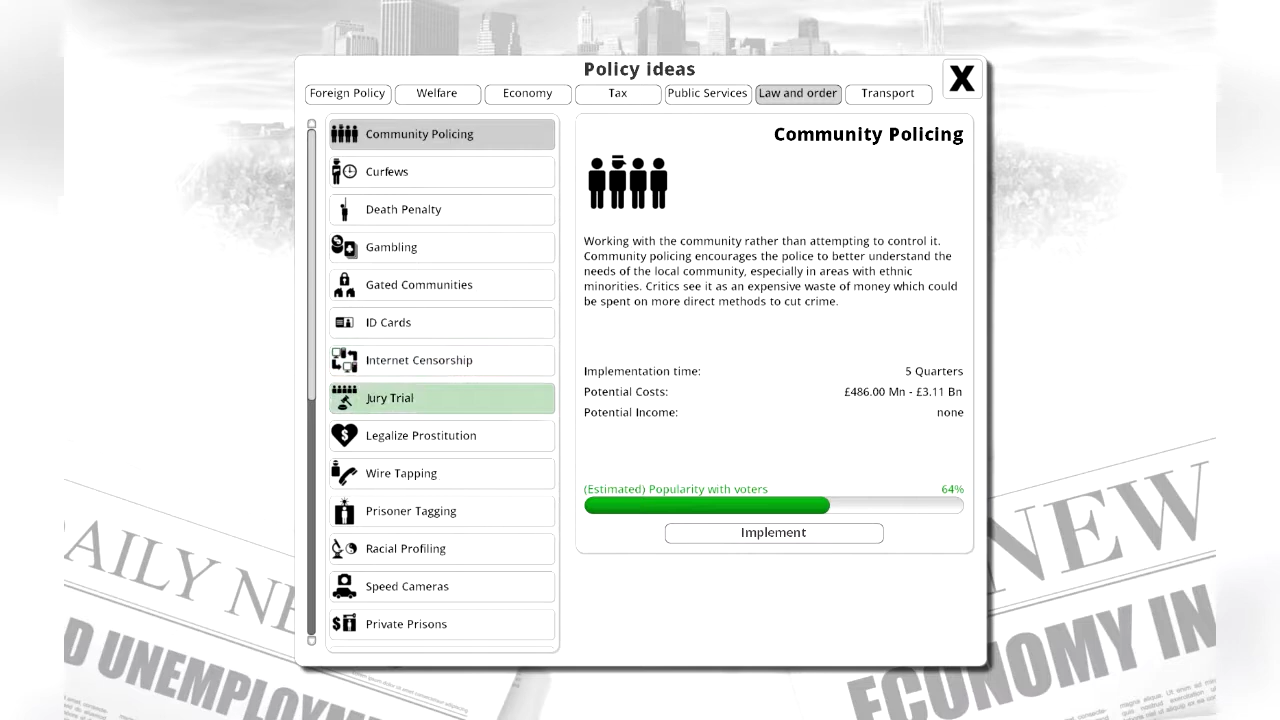 Policy ideas
X
Foreign Policy
Welfare
Economy
Tax
Public Services
Law and order
Transport
Community Policing
Curfews
Death Penalty
Gambling
Gated Communities
ID Cards
Internet Censorship
Jury Trial
Legalize Prostitution
Wire Tapping
Prisoner Tagging
Racial Profiling
Speed Cameras
Private Prisons
Community Policing
Working with the community rather than attempting to control it.
Community policing encourages the police to better understand the
needs of the local community, especially in areas with ethnic
minorities. Critics see it as an expensive waste of money which could
be spent on more direct methods to cut crime.
Implementation time: 5 Quarters
Potential Costs: £486.00 Mn - £3.11 Bn
Potential Income: none
(Estimated) Popularity with voters 64%
Implement
AILY NE
D UNEMPLOYM
NEW
ECONOMY IN